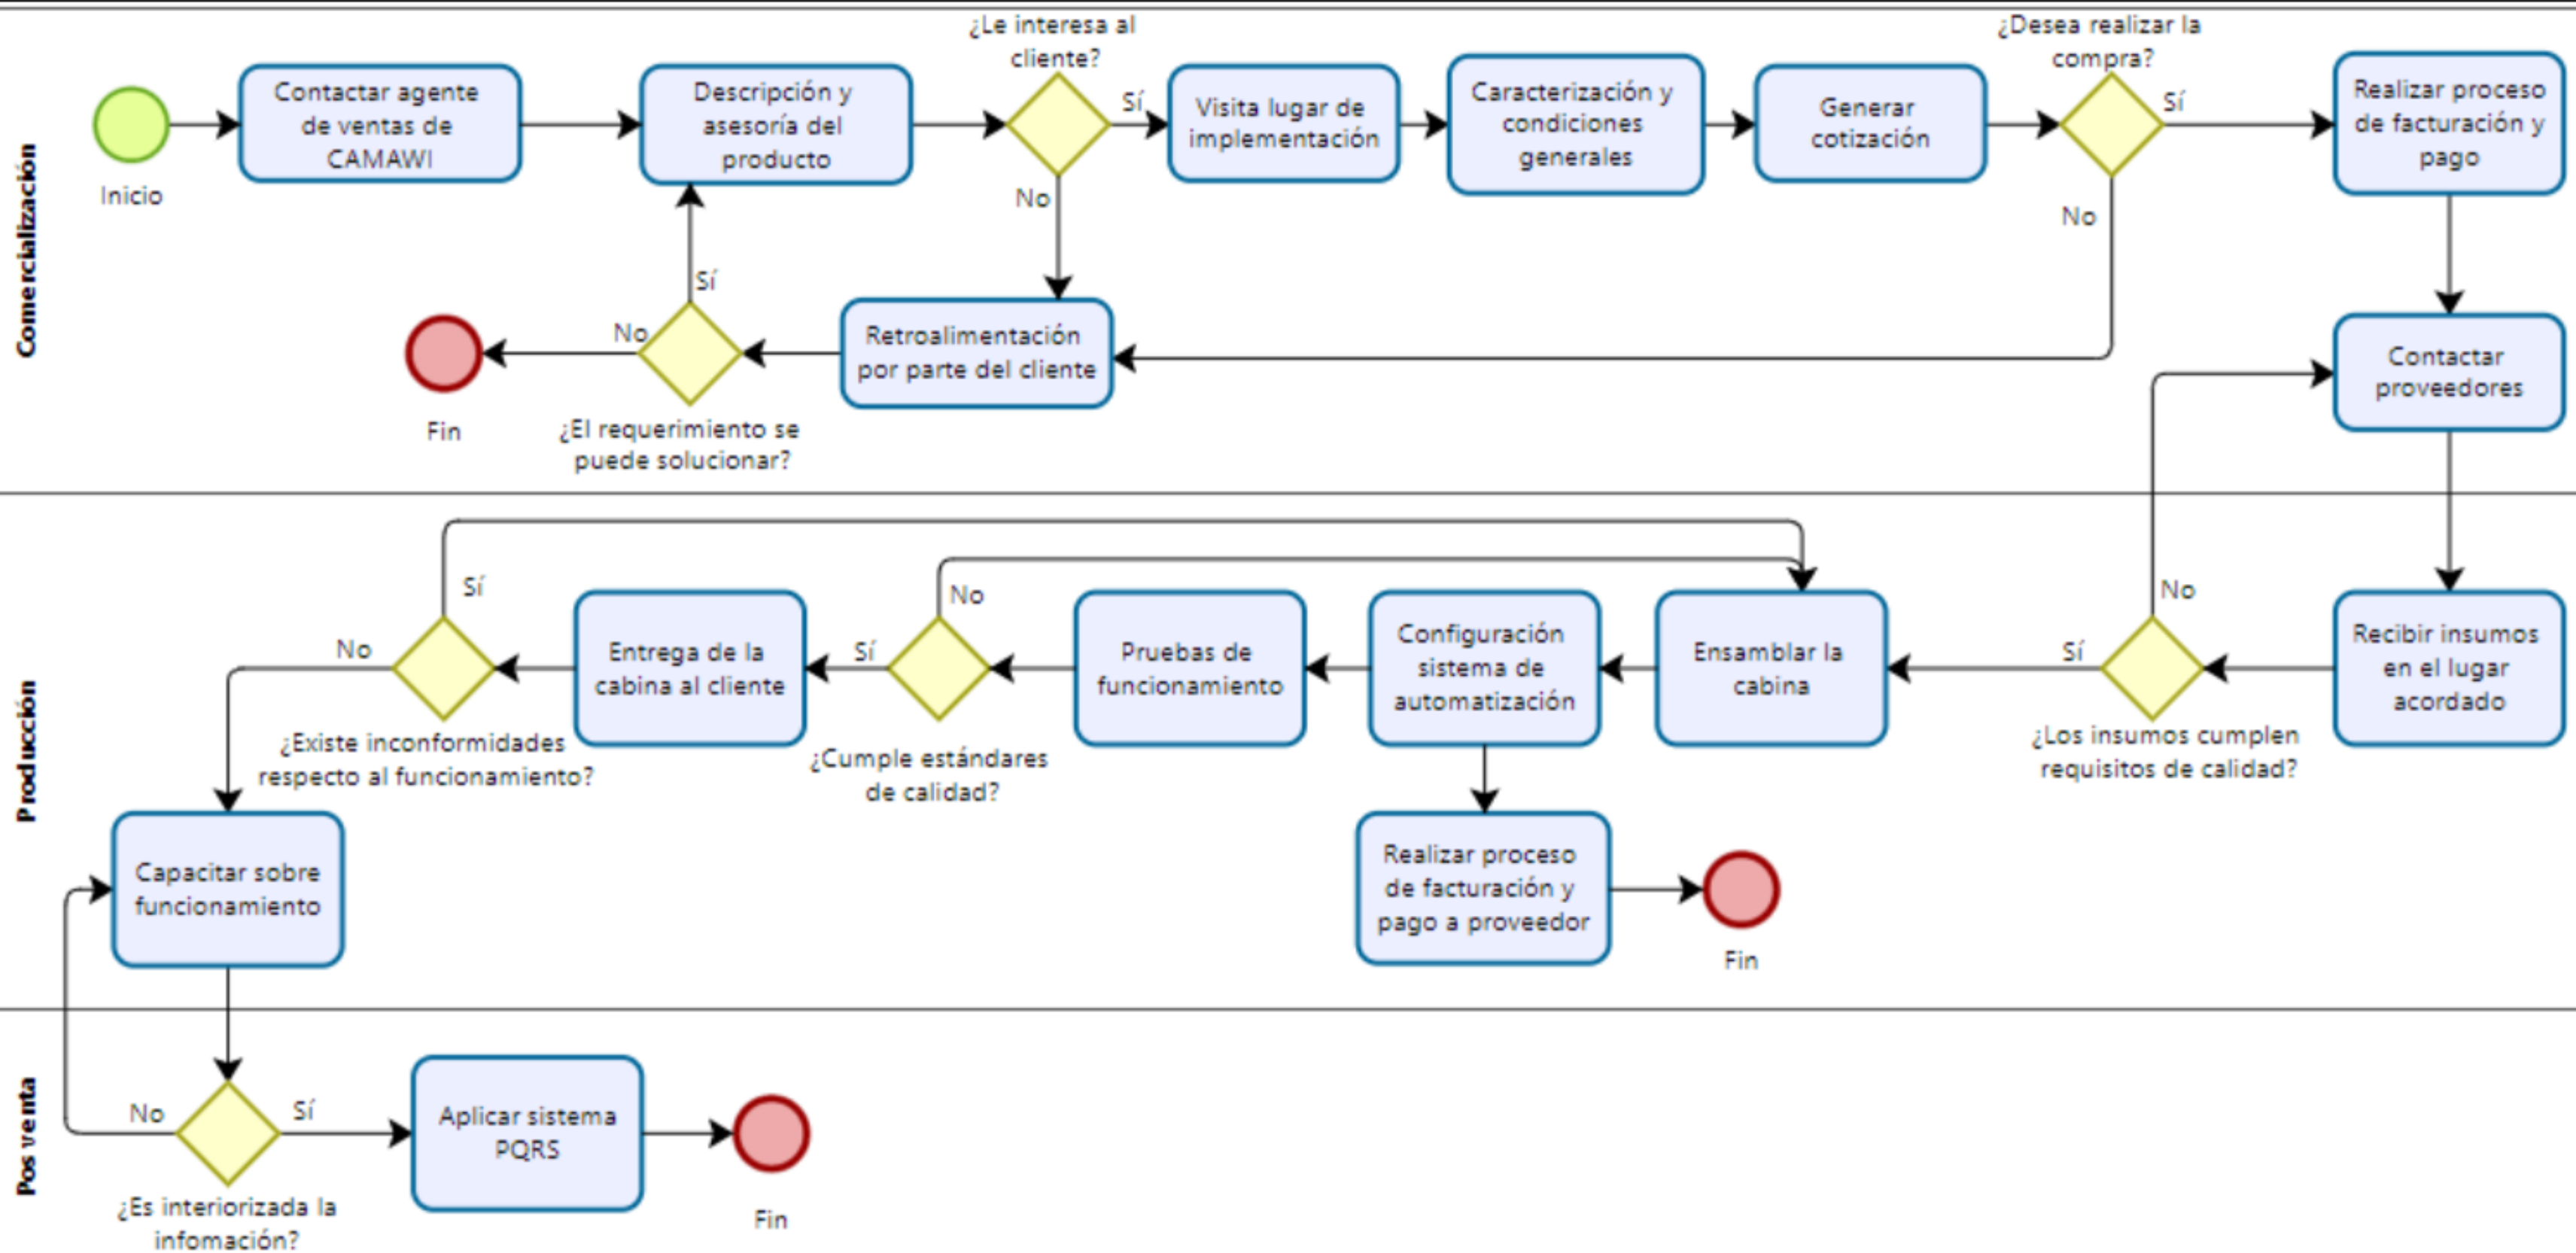 Comercialización
Inicio
Contactar agente
de ventas de
CAMAWI
Descripción y
asesoría del
producto
¿Le interesa al
cliente?
Sí
No
Visita lugar de
implementación
Caracterización y
condiciones
generales
Generar
cotización
¿Desea realizar la
compra?
Sí
No
Realizar proceso
de facturación y
pago
Retroalimentación
por parte del cliente
Sí
No
¿El requerimiento se
puede solucionar?
Fin
Contactar
proveedores
Producción
Recibir insumos
en el lugar
acordado
No
Sí
¿Los insumos cumplen
requisitos de calidad?
Ensamblar la
cabina
Configuración
sistema de
automatización
Pruebas de
funcionamiento
No
Sí
¿Cumple estándares
de calidad?
Entrega de la
cabina al cliente
Sí
No
¿Existe inconformidades
respecto al funcionamiento?
Realizar proceso
de facturación y
pago a proveedor
Fin
Capacitar sobre
funcionamiento
Pos venta
No
Sí
¿Es interiorizada la
infomación?
Aplicar sistema
PQRS
Fin